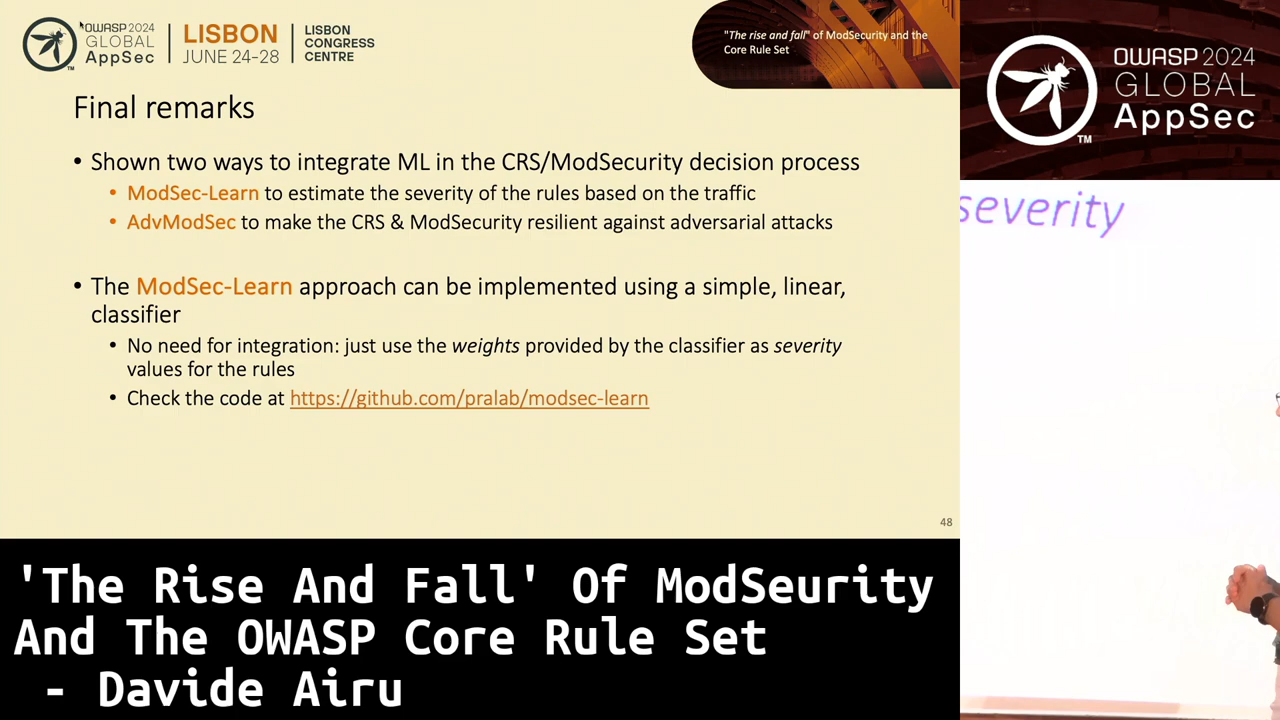 OWASP 2024
GLOBAL
AppSec
TM
LISBON
JUNE 24-28
LISBON
CONGRESS
CENTRE
"The rise and fall" of ModSecurity and the
Core Rule Set
Final remarks
• Shown two ways to integrate ML in the CRS/ModSecurity decision process
• ModSec-Learn to estimate the severity of the rules based on the traffic
• AdvModSec to make the CRS & ModSecurity resilient against adversarial attacks
• The ModSec-Learn approach can be implemented using a simple, linear,
classifier
• No need for integration: just use the weights provided by the classifier as severity
values for the rules
• Check the code at https://github.com/pralab/modsec-learn
48
OWASP 2024
GLOBAL
AppSec
TM
severity
'The Rise And Fall' Of ModSeurity
And The OWASP Core Rule Set
- Davide Airu